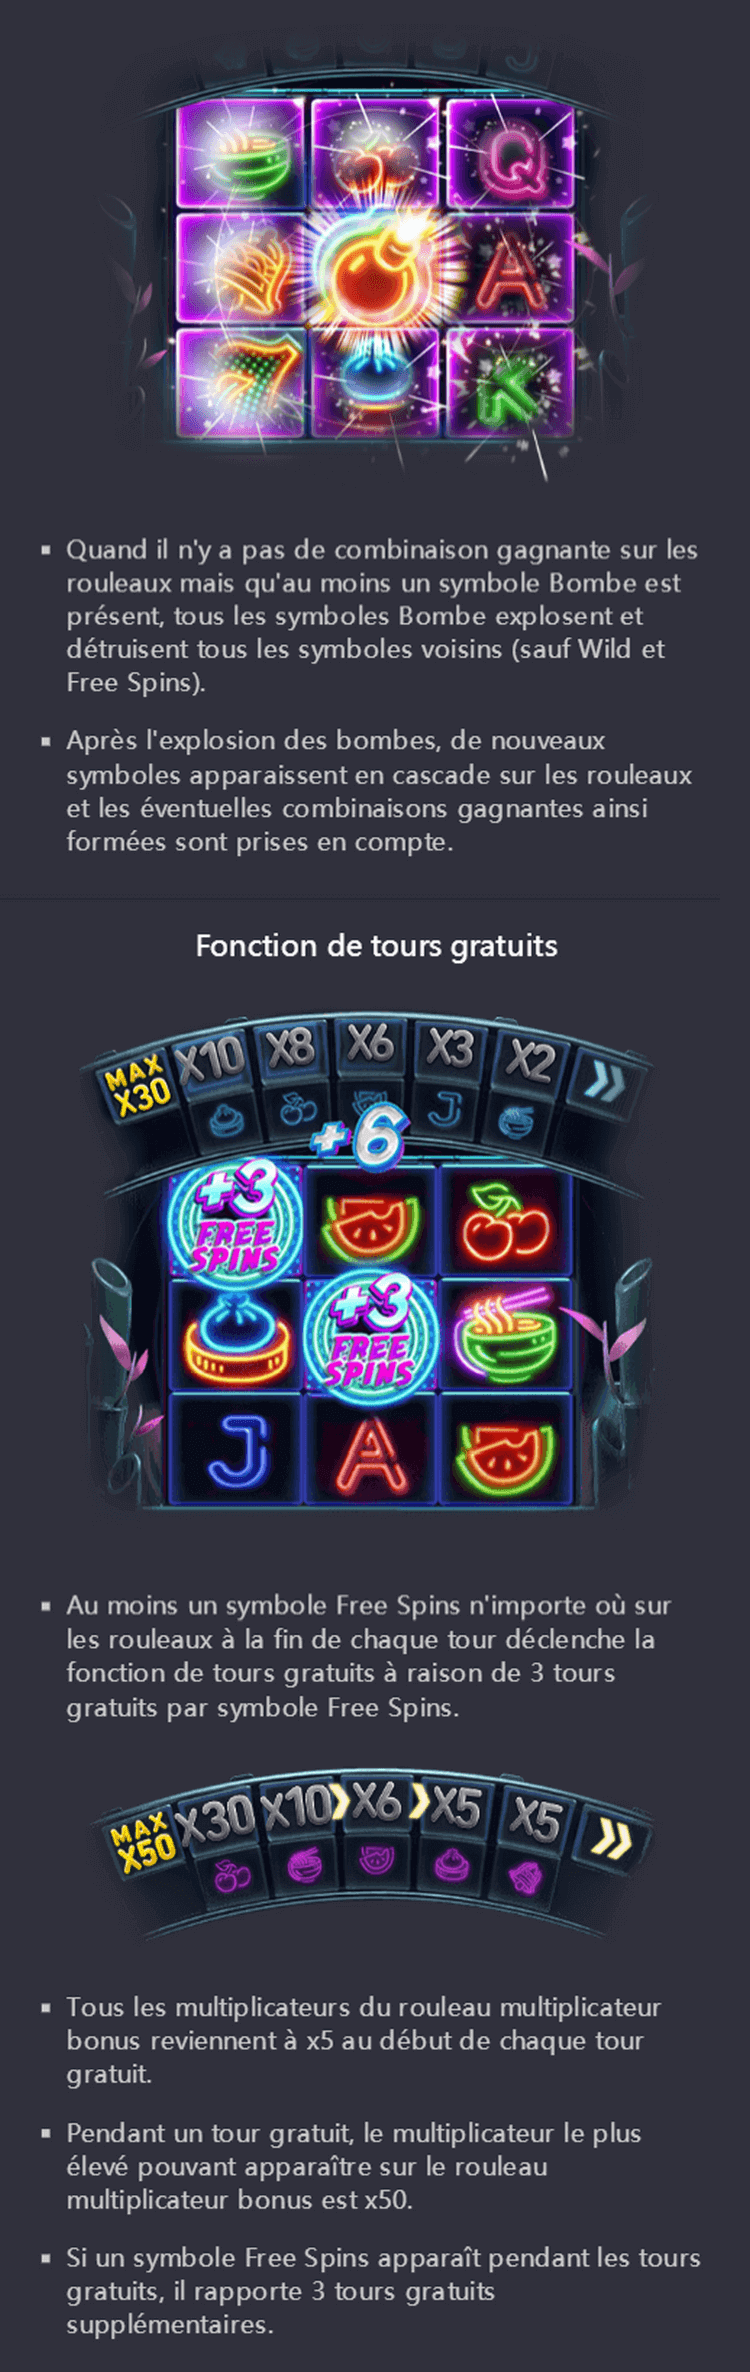 Q
A
7
K
Quand il n'y a pas de combinaison gagnante sur les
rouleaux mais qu'au moins un symbole Bombe est
présent, tous les symboles Bombe explosent et
détruisent tous les symboles voisins (sauf Wild et
Free Spins).
Après l'explosion des bombes, de nouveaux
symboles apparaissent en cascade sur les rouleaux
et les éventuelles combinaisons gagnantes ainsi
formées sont prises en compte.
Fonction de tours gratuits
MAX X30 X10 X8 X6 X3 X2
J
+6
+3
FREE
SPINS
+3
FREE
SPINS
J A
Au moins un symbole Free Spins n'importe où sur
les rouleaux à la fin de chaque tour déclenche la
fonction de tours gratuits à raison de 3 tours
gratuits par symbole Free Spins.
MAX X50 X30 X10 X6 X5 X5
Tous les multiplicateurs du rouleau multiplicateur
bonus reviennent à x5 au début de chaque tour
gratuit.
Pendant un tour gratuit, le multiplicateur le plus
élevé pouvant apparaître sur le rouleau
multiplicateur bonus est x50.
Si un symbole Free Spins apparaît pendant les tours
gratuits, il rapporte 3 tours gratuits
supplémentaires.